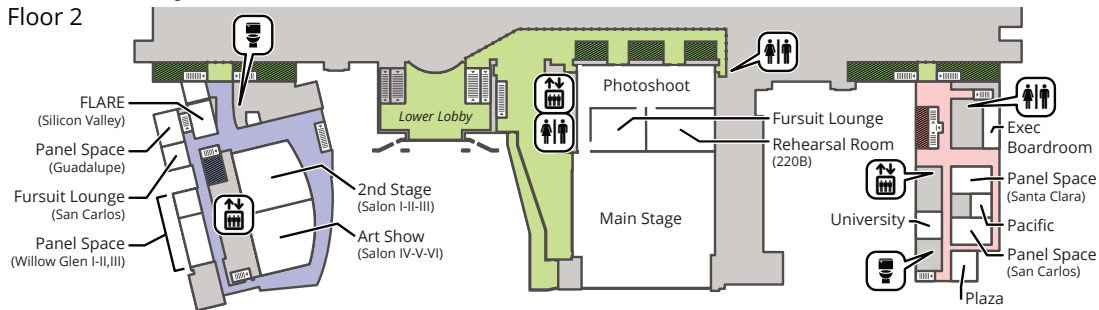 Floor 2
FLARE
(Silicon Valley)
Panel Space
(Guadalupe)
Fursuit Lounge
(San Carlos)
Panel Space
(Willow Glen I-II,III)
2nd Stage
(Salon I-II-III)
Art Show
(Salon IV-V-VI)
Lower Lobby
Photoshoot
Fursuit Lounge
Rehearsal Room
(220B)
Main Stage
University
Exec
Boardroom
Panel Space
(Santa Clara)
Pacific
Panel Space
(San Carlos)
Plaza